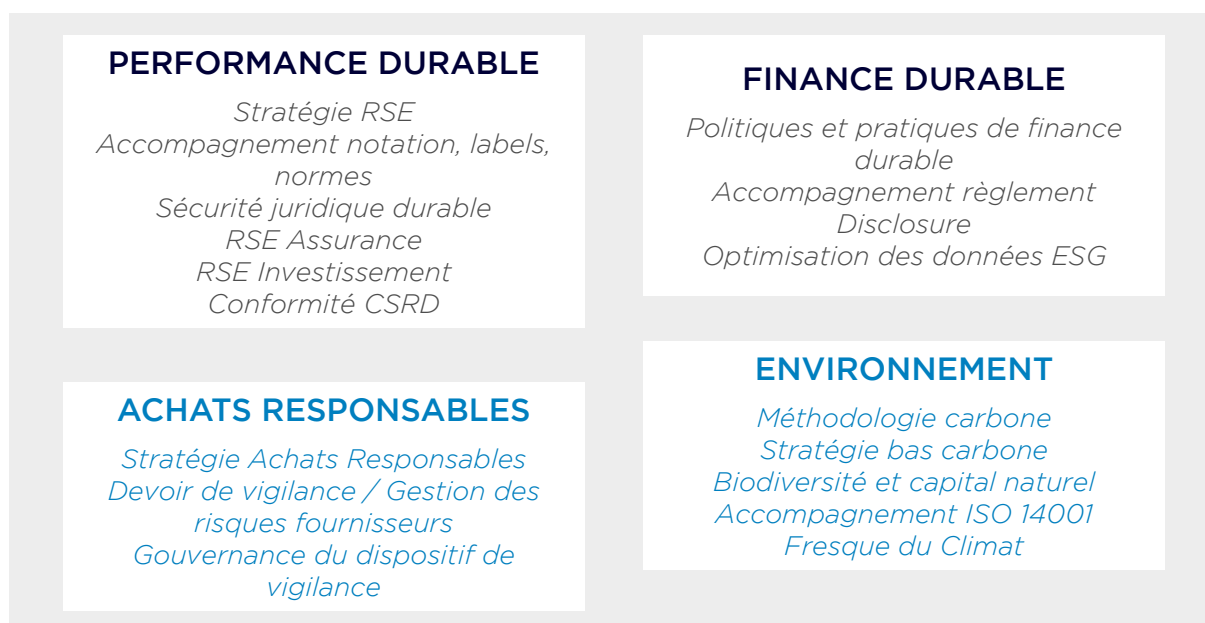 PERFORMANCE DURABLE
Stratégie RSE
Accompagnement notation, labels,
normes
Sécurité juridique durable
RSE Assurance
RSE Investissement
Conformité CSRD
FINANCE DURABLE
Politiques et pratiques de finance
durable
Accompagnement règlement
Disclosure
Optimisation des données ESG
ACHATS RESPONSABLES
Stratégie Achats Responsables
Devoir de vigilance / Gestion des
risques fournisseurs
Gouvernance du dispositif de
vigilance
ENVIRONNEMENT
Méthodologie carbone
Stratégie bas carbone
Biodiversité et capital naturel
Accompagnement ISO 14001
Fresque du Climat